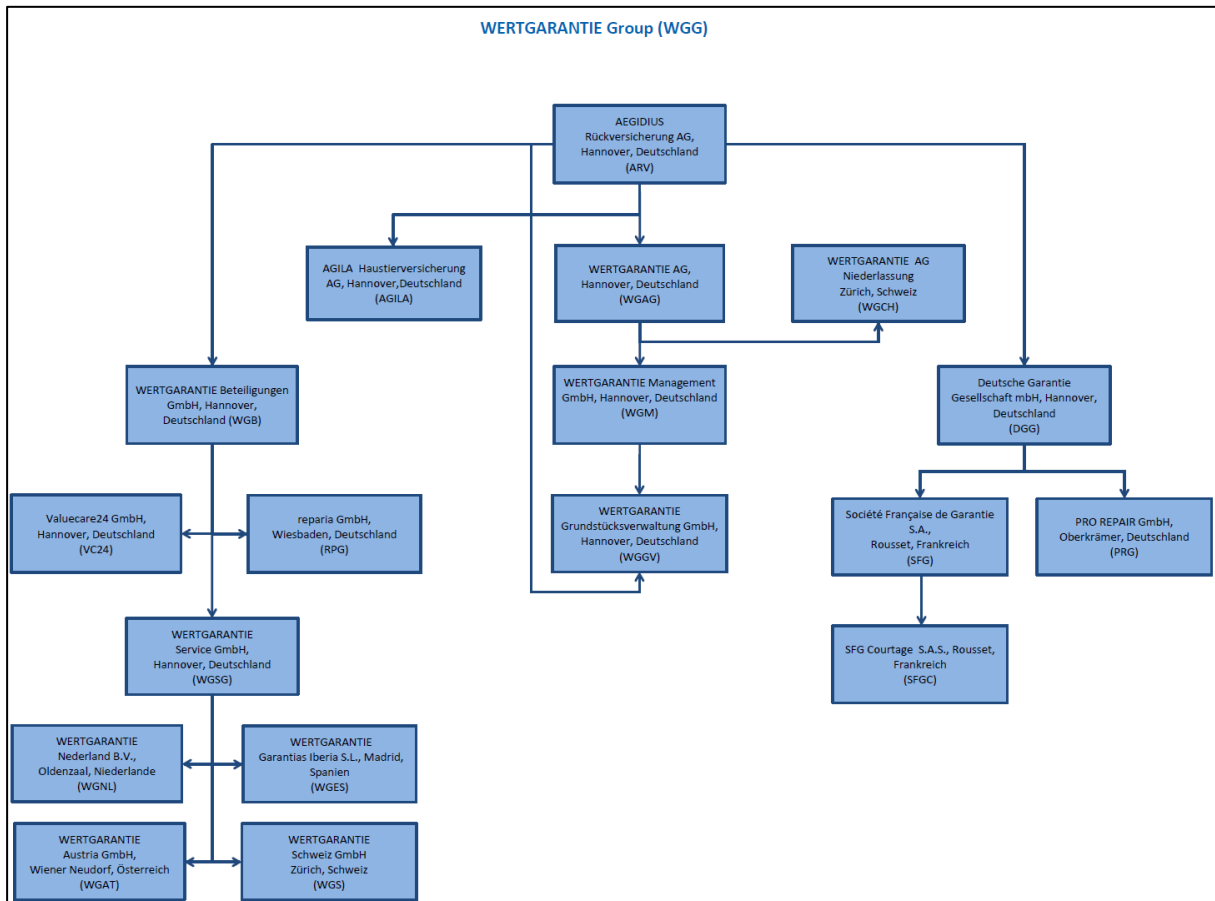 WERTGARANTIE Group (WGG)
AEGIDIUS
Rückversicherung AG,
Hannover, Deutschland
(ARV)
AGILA Haustierversicherung
AG, Hannover,Deutschland
(AGILA)
WERTGARANTIE AG,
Hannover, Deutschland
(WGAG)
WERTGARANTIE AG
Niederlassung
Zürich, Schweiz
(WGCH)
WERTGARANTIE Beteiligungen
GmbH, Hannover,
Deutschland (WGB)
WERTGARANTIE Management
GmbH, Hannover, Deutschland
(WGM)
Deutsche Garantie
Gesellschaft mbH, Hannover,
Deutschland
(DGG)
Valuecare24 GmbH,
Hannover, Deutschland
(VC24)
reparia GmbH,
Wiesbaden, Deutschland
(RPG)
WERTGARANTIE
Grundstücksverwaltung GmbH,
Hannover, Deutschland
(WGGV)
Société Française de Garantie
S.A.,
Rousset, Frankreich
(SFG)
PRO REPAIR GmbH,
Oberkrämer, Deutschland
(PRG)
WERTGARANTIE
Service GmbH,
Hannover, Deutschland
(WGSG)
SFG Courtage S.A.S., Rousset,
Frankreich
(SFGC)
WERTGARANTIE
Nederland B.V.,
Oldenzaal, Niederlande
(WGNL)
WERTGARANTIE
Garantias Iberia S.L., Madrid,
Spanien
(WGES)
WERTGARANTIE
Austria GmbH,
Wiener Neudorf, Österreich
(WGAT)
WERTGARANTIE
Schweiz GmbH
Zürich, Schweiz
(WGS)